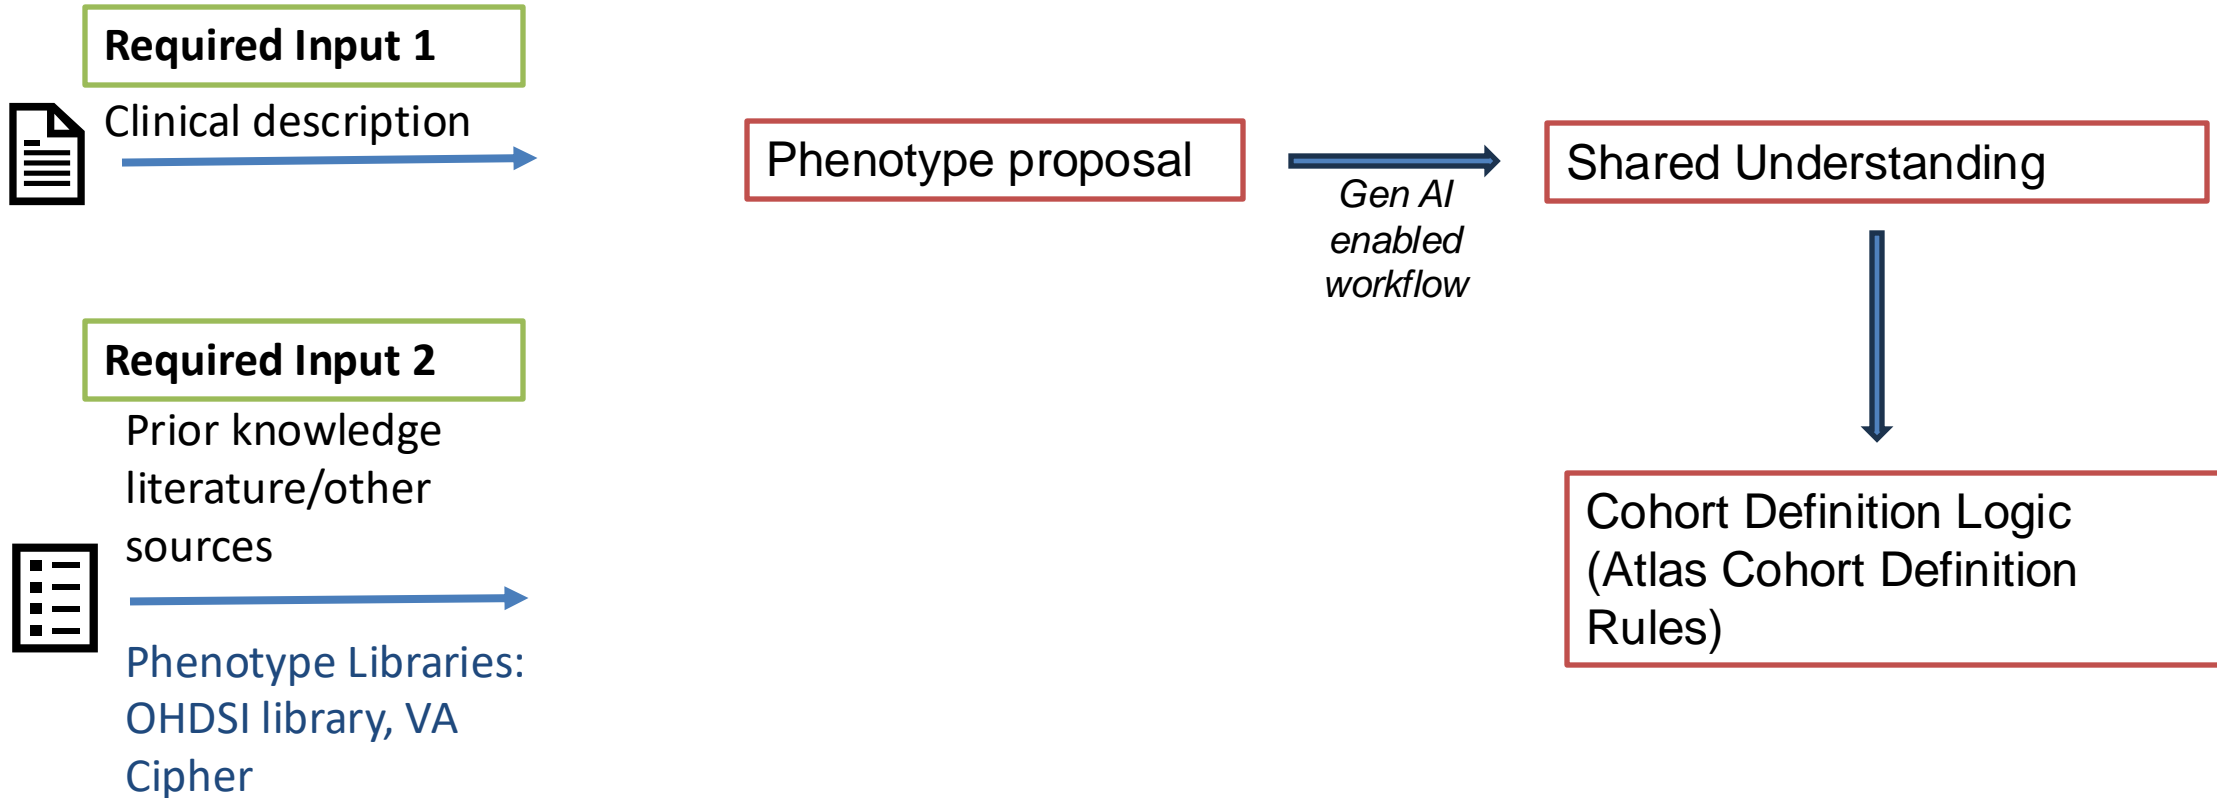 Required Input 1
Clinical description
Required Input 2
Prior knowledge
literature/other
sources
Phenotype Libraries:
OHDSI library, VA
Cipher
Phenotype proposal
Gen AI
enabled
workflow
Shared Understanding
Cohort Definition Logic
(Atlas Cohort Definition
Rules)